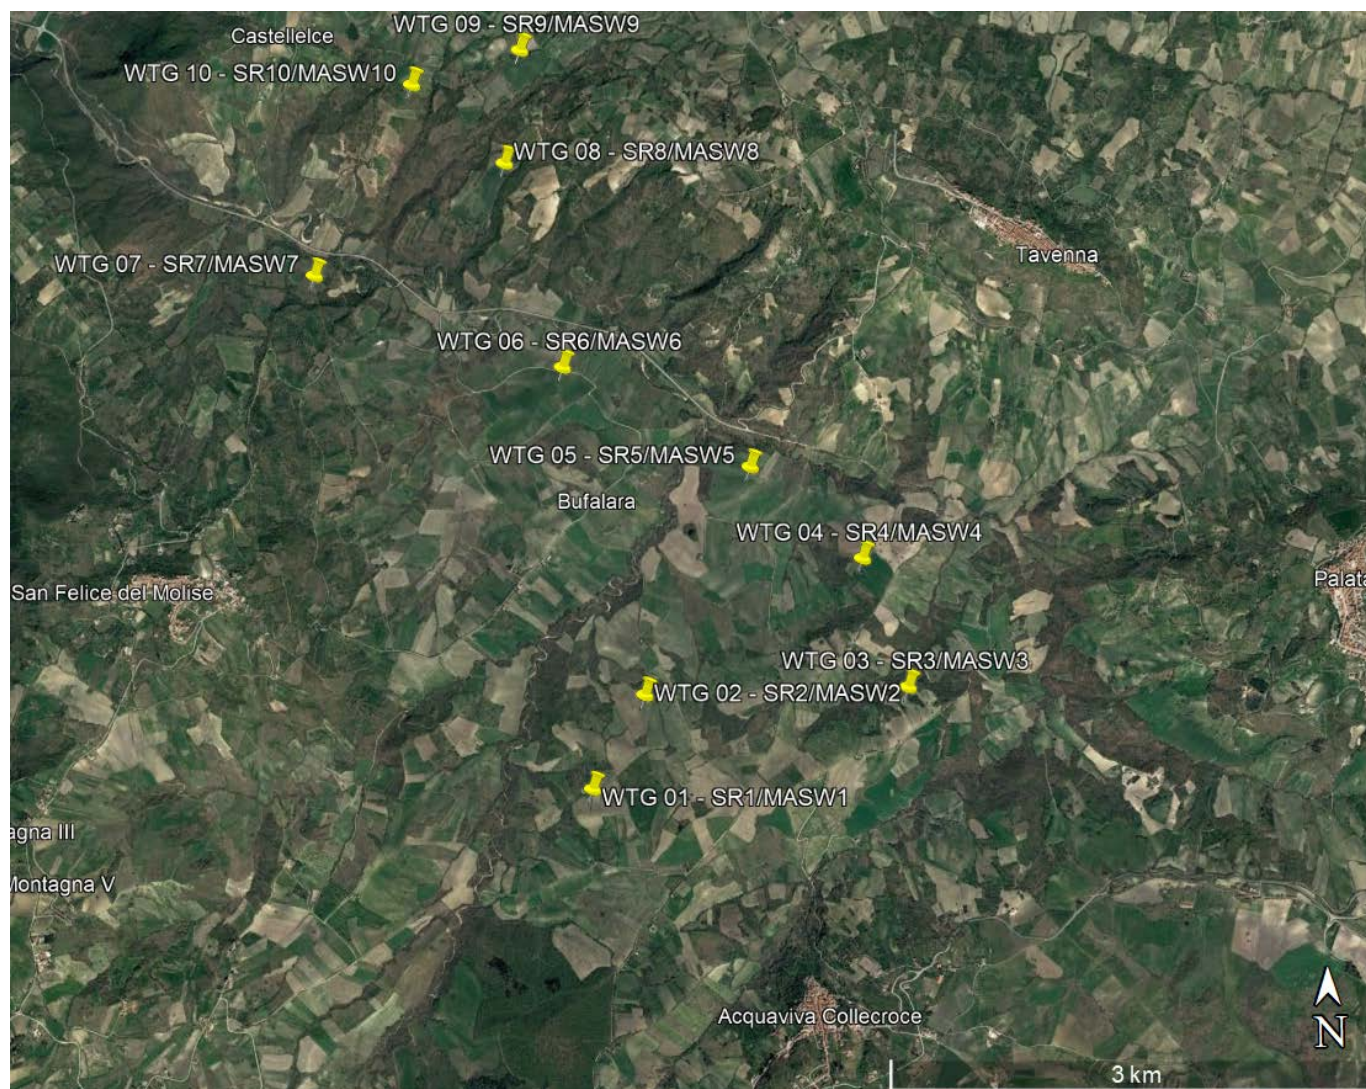 WTG 09 - SR9/MASW9
Castellelce
WTG 10 - SR10/MASW10
WTG 08 - SR8/MASW8
Tavenna
WTG 07 - SR7/MASW7
WTG 06 - SR6/MASW6
WTG 05 - SR5/MASW5
Bufalara
WTG 04 - SR4/MASW4
Palata
San Felice del Molise
WTG 03 - SR3/MASW3
WTG 02 - SR2/MASW2
WTG 01 - SR1/MASW1
agna III
Montagna V
Acquaviva Collecroce
N
3 km